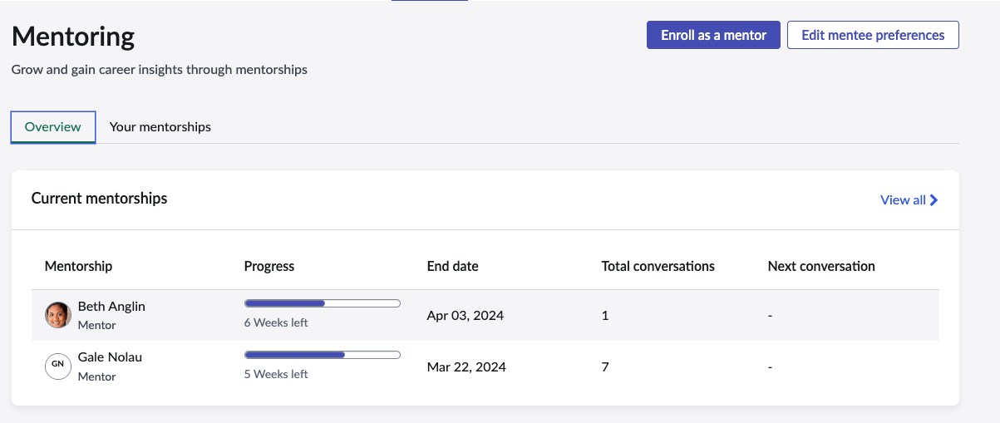 Mentoring
Enroll as a mentor
Edit mentee preferences
Grow and gain career insights through mentorships
Overview
Your mentorships
Current mentorships
View all
Mentorship Progress End date Total conversations Next conversation
Beth Anglin
Mentor
6 Weeks left
Apr 03, 2024
1
-
GN
Gale Nolau
Mentor
5 Weeks left
Mar 22, 2024
7
-